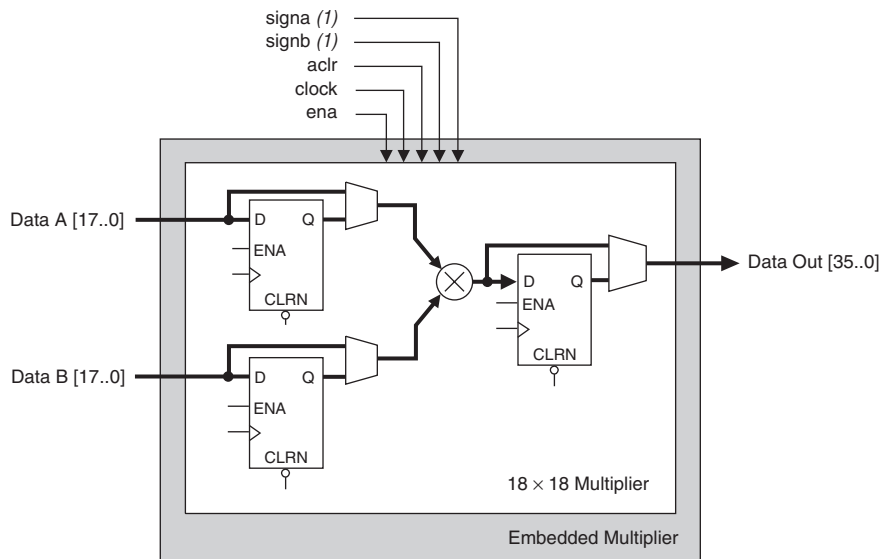 signa (1)
signb (1)
aclr
clock
ena
Data A [17..0]
D Q
ENA
CLRN
Data Out [35..0]
D Q
ENA
CLRN
Data B [17..0]
D Q
ENA
CLRN
18 × 18 Multiplier
Embedded Multiplier